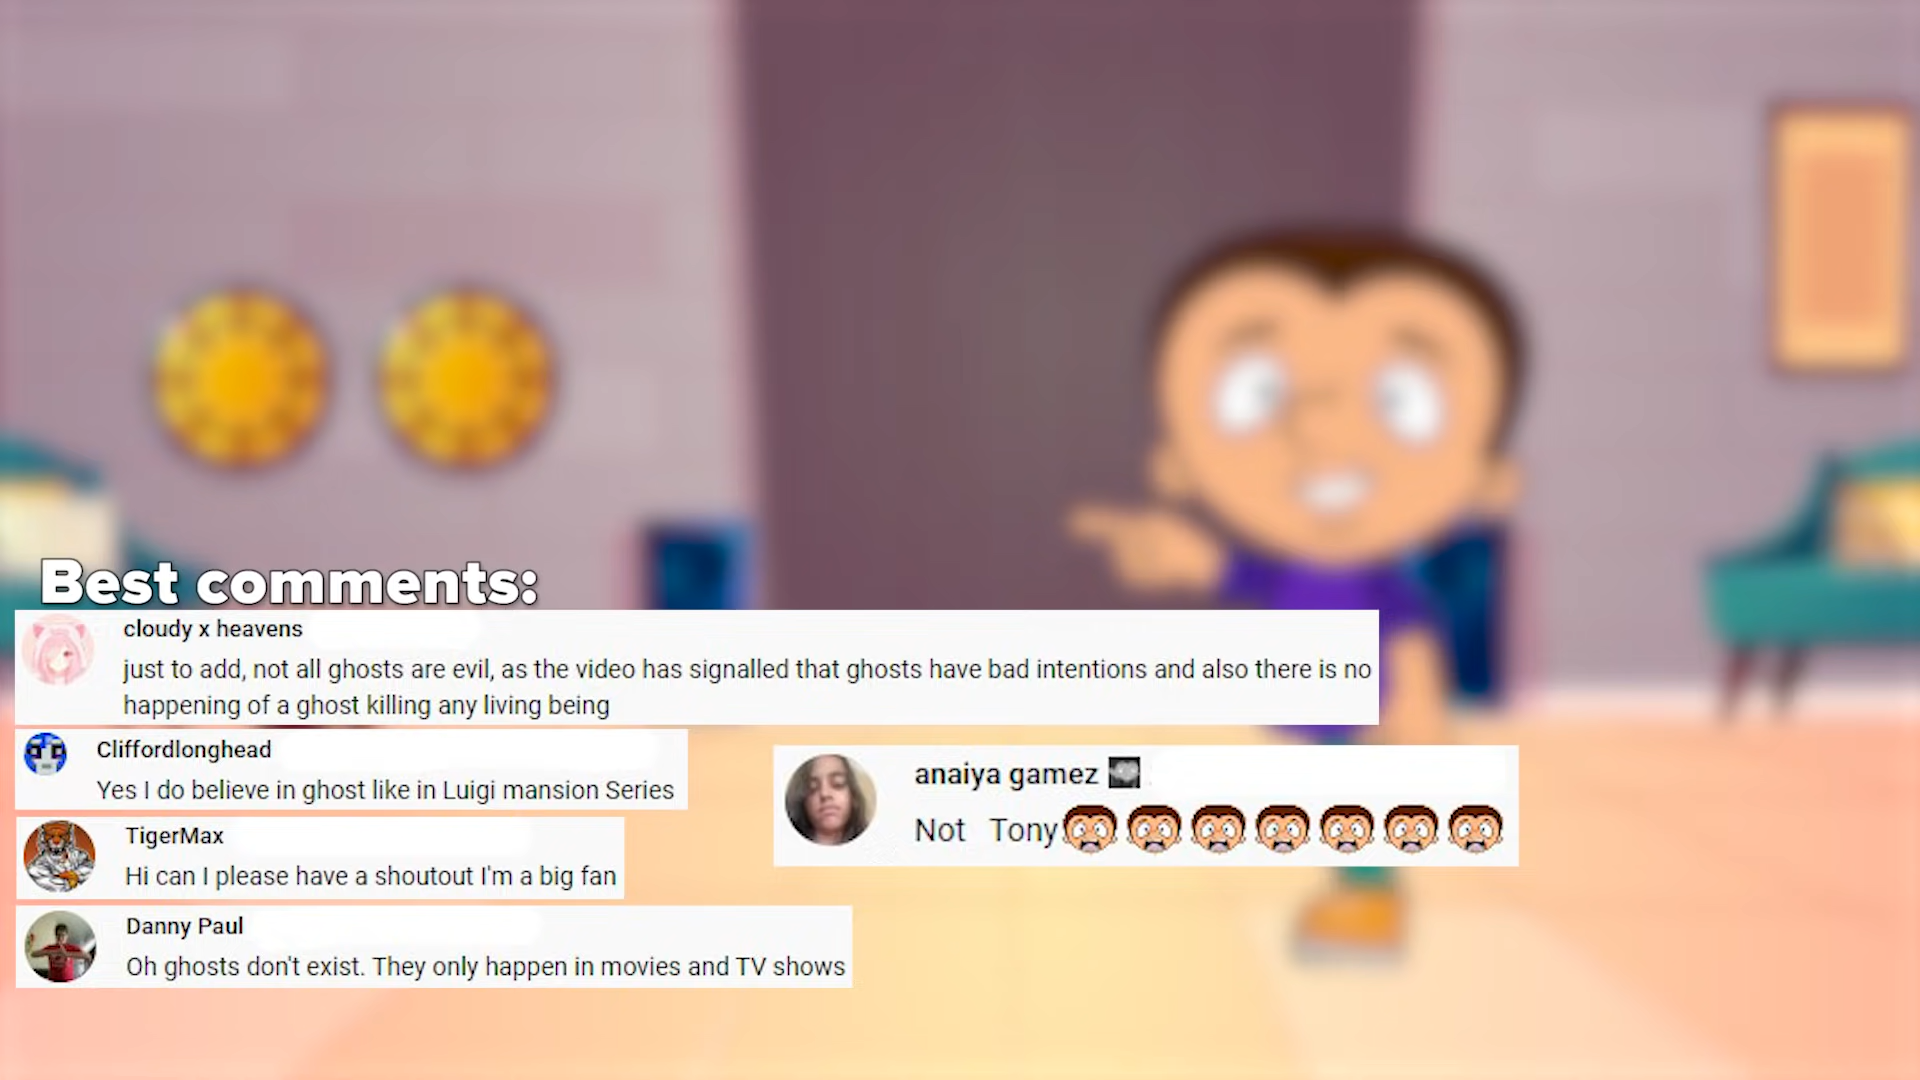 Best comments:
cloudy x heavens
just to add, not all ghosts are evil, as the video has signalled that ghosts have bad intentions and also there is no
happening of a ghost killing any living being
Cliffordlonghead
Yes I do believe in ghost like in Luigi mansion Series
TigerMax
Hi can I please have a shoutout I'm a big fan
Danny Paul
Oh ghosts don't exist. They only happen in movies and TV shows
anaiya gamez
Not Tony